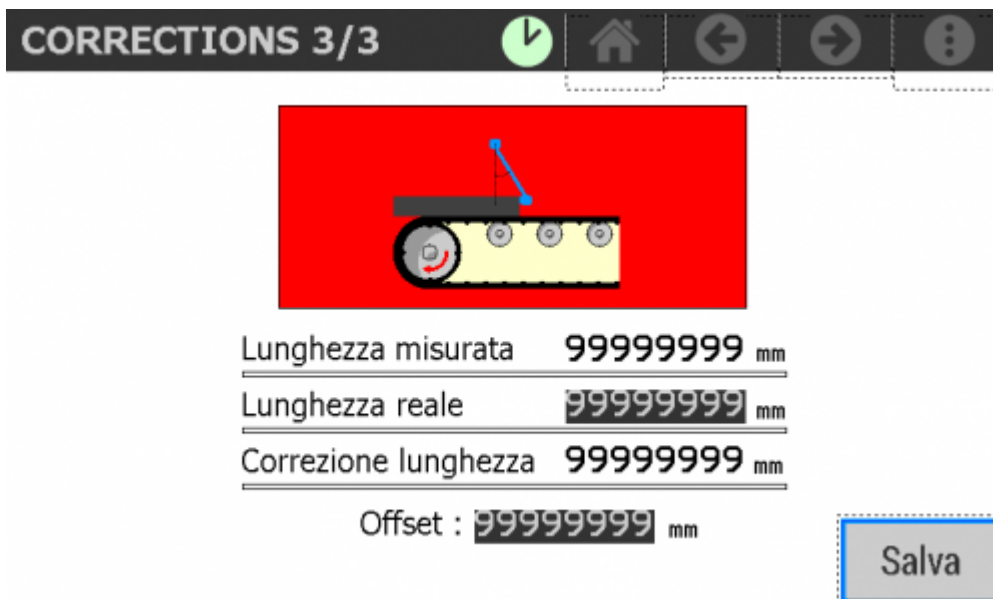 CORRECTIONS 3/3
Lunghezza misurata 99999999 mm
Lunghezza reale 99999999 mm
Correzione lunghezza 99999999 mm
Offset : 99999999 mm
Salva